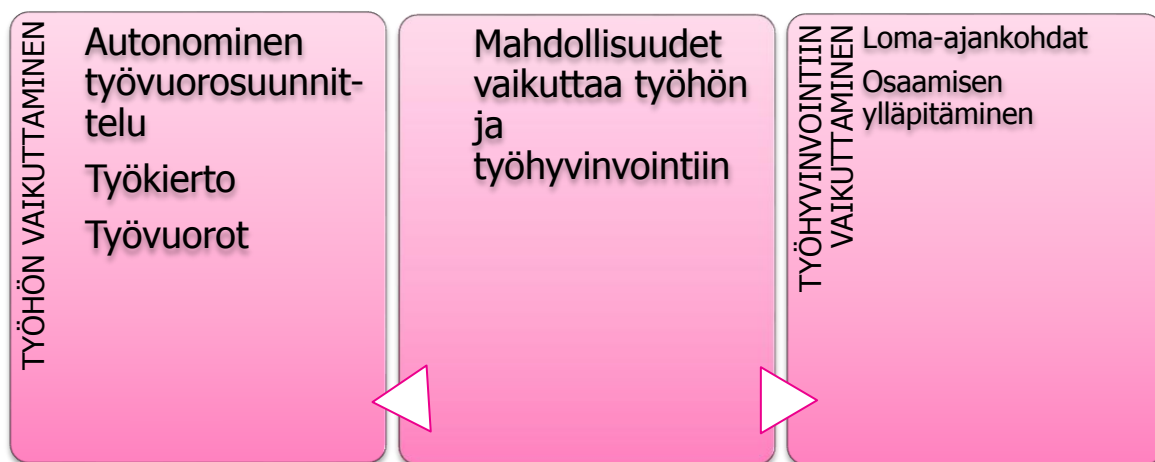 TYÖHÖN VAIKUTTAMINEN
Autonominen
työvuorosuunnit-
telu
Työkierto
Työvuorot
Mahdollisuudet
vaikuttaa työhön
ja
työhyvinvointiin
TYÖHYVINVOINTIIN
VAIKUTTAMINEN
Loma-ajankohdat
Osaamisen
ylläpitäminen